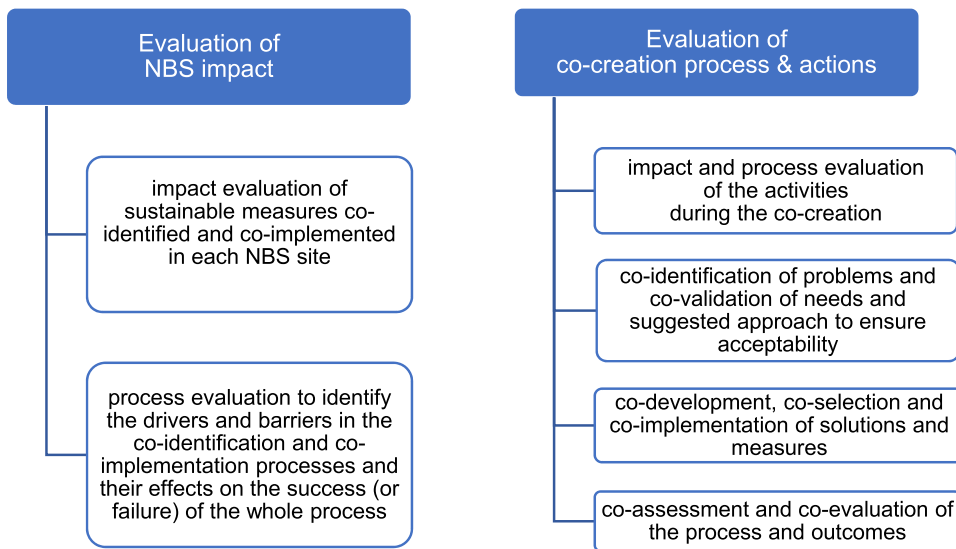 Evaluation of
NBS impact
impact evaluation of
sustainable measures co-
identified and co-implemented
in each NBS site
process evaluation to identify
the drivers and barriers in the
co-identification and co-
implementation processes and
their effects on the success (or
failure) of the whole process
Evaluation of
co-creation process & actions
impact and process evaluation
of the activities
during the co-creation
co-identification of problems and
co-validation of needs and
suggested approach to ensure
acceptability
co-development, co-selection and
co-implementation of solutions and
measures
co-assessment and co-evaluation of
the process and outcomes